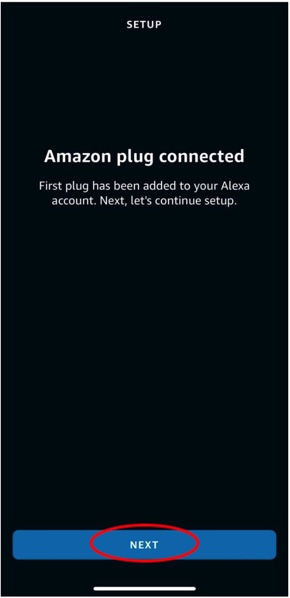 SETUP
Amazon plug connected
First plug has been added to your Alexa
account. Next, let's continue setup.
NEXT